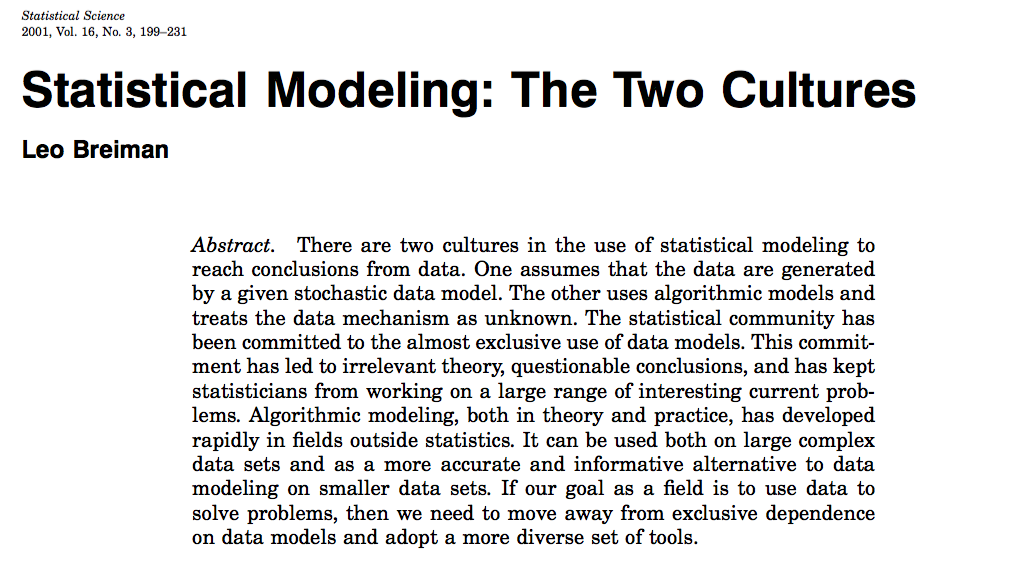 Statistical Science
2001, Vol. 16, No. 3, 199–231
Statistical Modeling: The Two Cultures
Leo Breiman
Abstract. There are two cultures in the use of statistical modeling to
reach conclusions from data. One assumes that the data are generated
by a given stochastic data model. The other uses algorithmic models and
treats the data mechanism as unknown. The statistical community has
been committed to the almost exclusive use of data models. This commit-
ment has led to irrelevant theory, questionable conclusions, and has kept
statisticians from working on a large range of interesting current prob-
lems. Algorithmic modeling, both in theory and practice, has developed
rapidly in fields outside statistics. It can be used both on large complex
data sets and as a more accurate and informative alternative to data
modeling on smaller data sets. If our goal as a field is to use data to
solve problems, then we need to move away from exclusive dependence
on data models and adopt a more diverse set of tools.